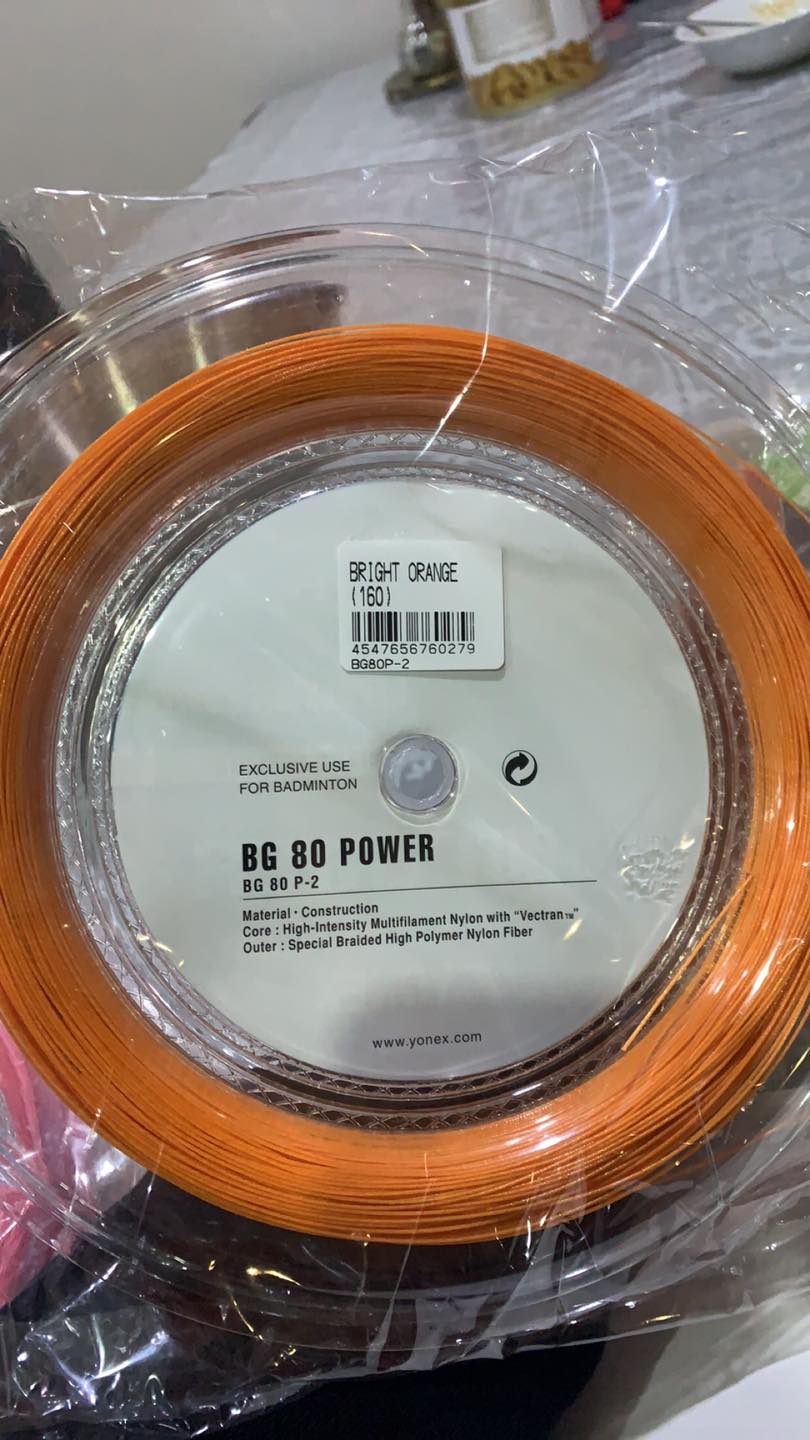 BRIGHT ORANGE
(160)
4547656760279
BG80P-2
EXCLUSIVE USE
FOR BADMINTON
BG 80 POWER
BG 80 P-2
Material · Construction
Core : High-Intensity Multifilament Nylon with “Vectran™”
Outer : Special Braided High Polymer Nylon Fiber
www.yonex.com